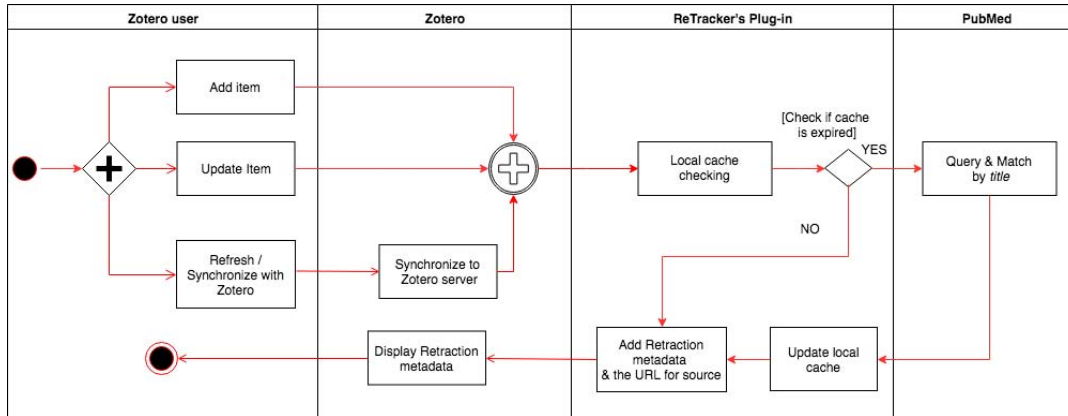 Zotero user
Zotero
ReTracker's Plug-in
PubMed
Add item
[Check if cache
is expired]
YES
Update Item
Local cache
checking
Query & Match
by title
NO
Refresh /
Synchronize with
Zotero
Synchronize to
Zotero server
Display Retraction
metadata
Add Retraction
metadata
& the URL for source
Update local
cache